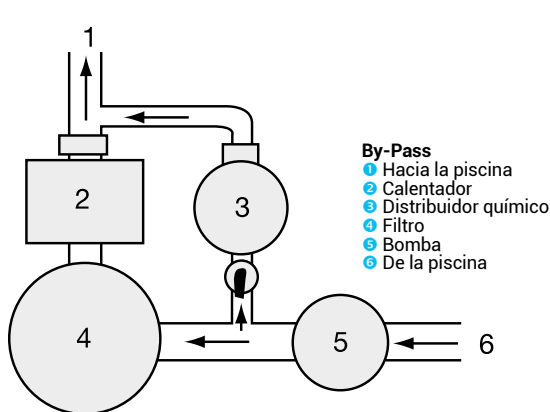 1
2
3
4
5
6
By-Pass
1 Hacia la piscina
2 Calentador
3 Distribuidor químico
4 Filtro
5 Bomba
6 De la piscina